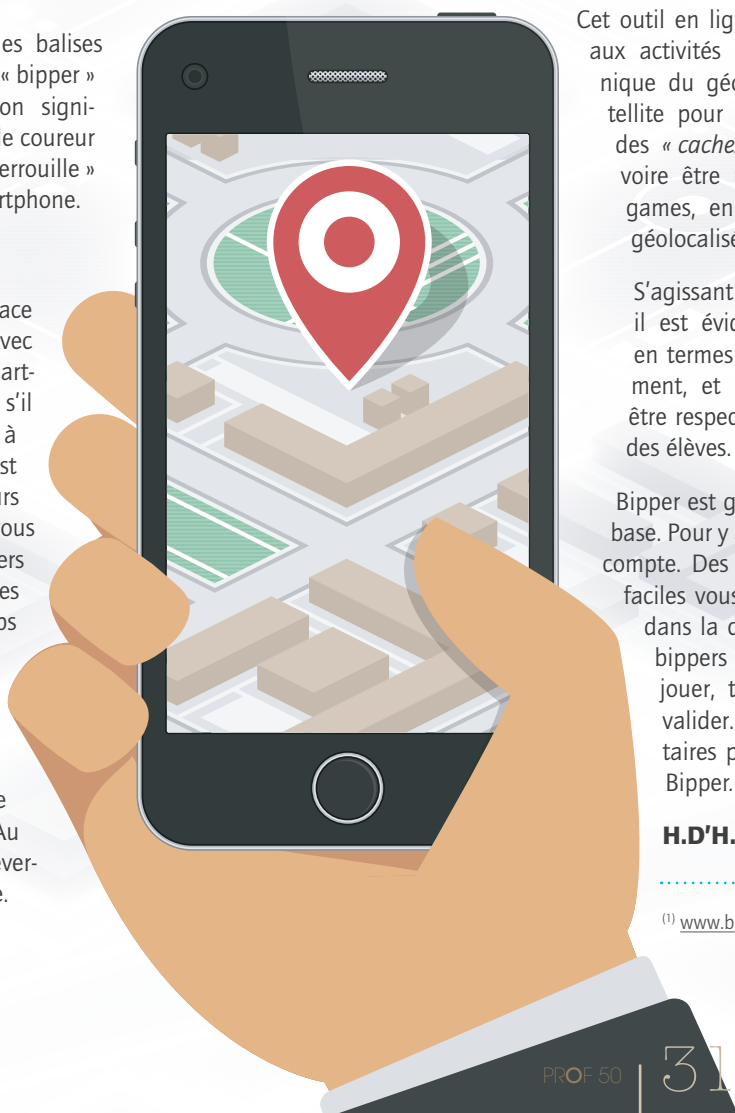 es balises
« bipper »
on signi-
le coureur
errouille »
rtphone.
ace
vec
art-
s'il
à
st
urs
ous
ers
es
ps
e
Au
ever-
e.
Cet outil en lig
aux activités
nique du géo
tellite pour
des « cache
voire être
games, en
géolocalisé
S'agissant
il est évid
en termes
ment, et
être respec
des élèves.
Bipper est g
base. Pour y
compte. Des
faciles vous
dans la c
bippers
jouer, t
valider.
taires p
Bipper.
H.D'H.
(1) www.b
PROF 50 31